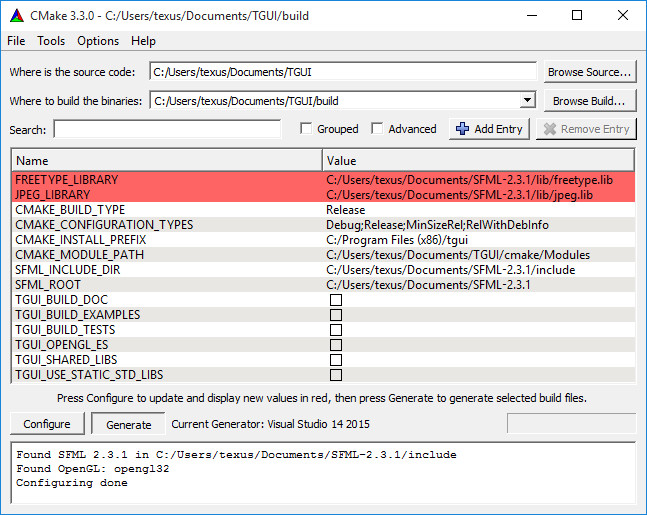 CMake 3.3.0 - C:/Users/texus/Documents/TGUI/build
File Tools Options Help
Where is the source code: C:/Users/texus/Documents/TGUI Browse Source...
Where to build the binaries: C:/Users/texus/Documents/TGUI/build Browse Build...
Search: Grouped Advanced Add Entry Remove Entry
Name Value
FREETYPE_LIBRARY C:/Users/texus/Documents/SFML-2.3.1/lib/freetype.lib
JPEG_LIBRARY C:/Users/texus/Documents/SFML-2.3.1/lib/jpeg.lib
CMAKE_BUILD_TYPE Release
CMAKE_CONFIGURATION_TYPES Debug;Release;MinSizeRel;RelWithDebInfo
CMAKE_INSTALL_PREFIX C:/Program Files (x86)/tgui
CMAKE_MODULE_PATH C:/Users/texus/Documents/TGUI/cmake/Modules
SFML_INCLUDE_DIR C:/Users/texus/Documents/SFML-2.3.1/include
SFML_ROOT C:/Users/texus/Documents/SFML-2.3.1
TGUI_BUILD_DOC
TGUI_BUILD_EXAMPLES
TGUI_BUILD_TESTS
TGUI_OPENGL_ES
TGUI_SHARED_LIBS
TGUI_USE_STATIC_STD_LIBS
Press Configure to update and display new values in red, then press Generate to generate selected build files.
Configure Generate Current Generator: Visual Studio 14 2015
Found SFML 2.3.1 in C:/Users/texus/Documents/SFML-2.3.1/include
Found OpenGL: opengl32
Configuring done